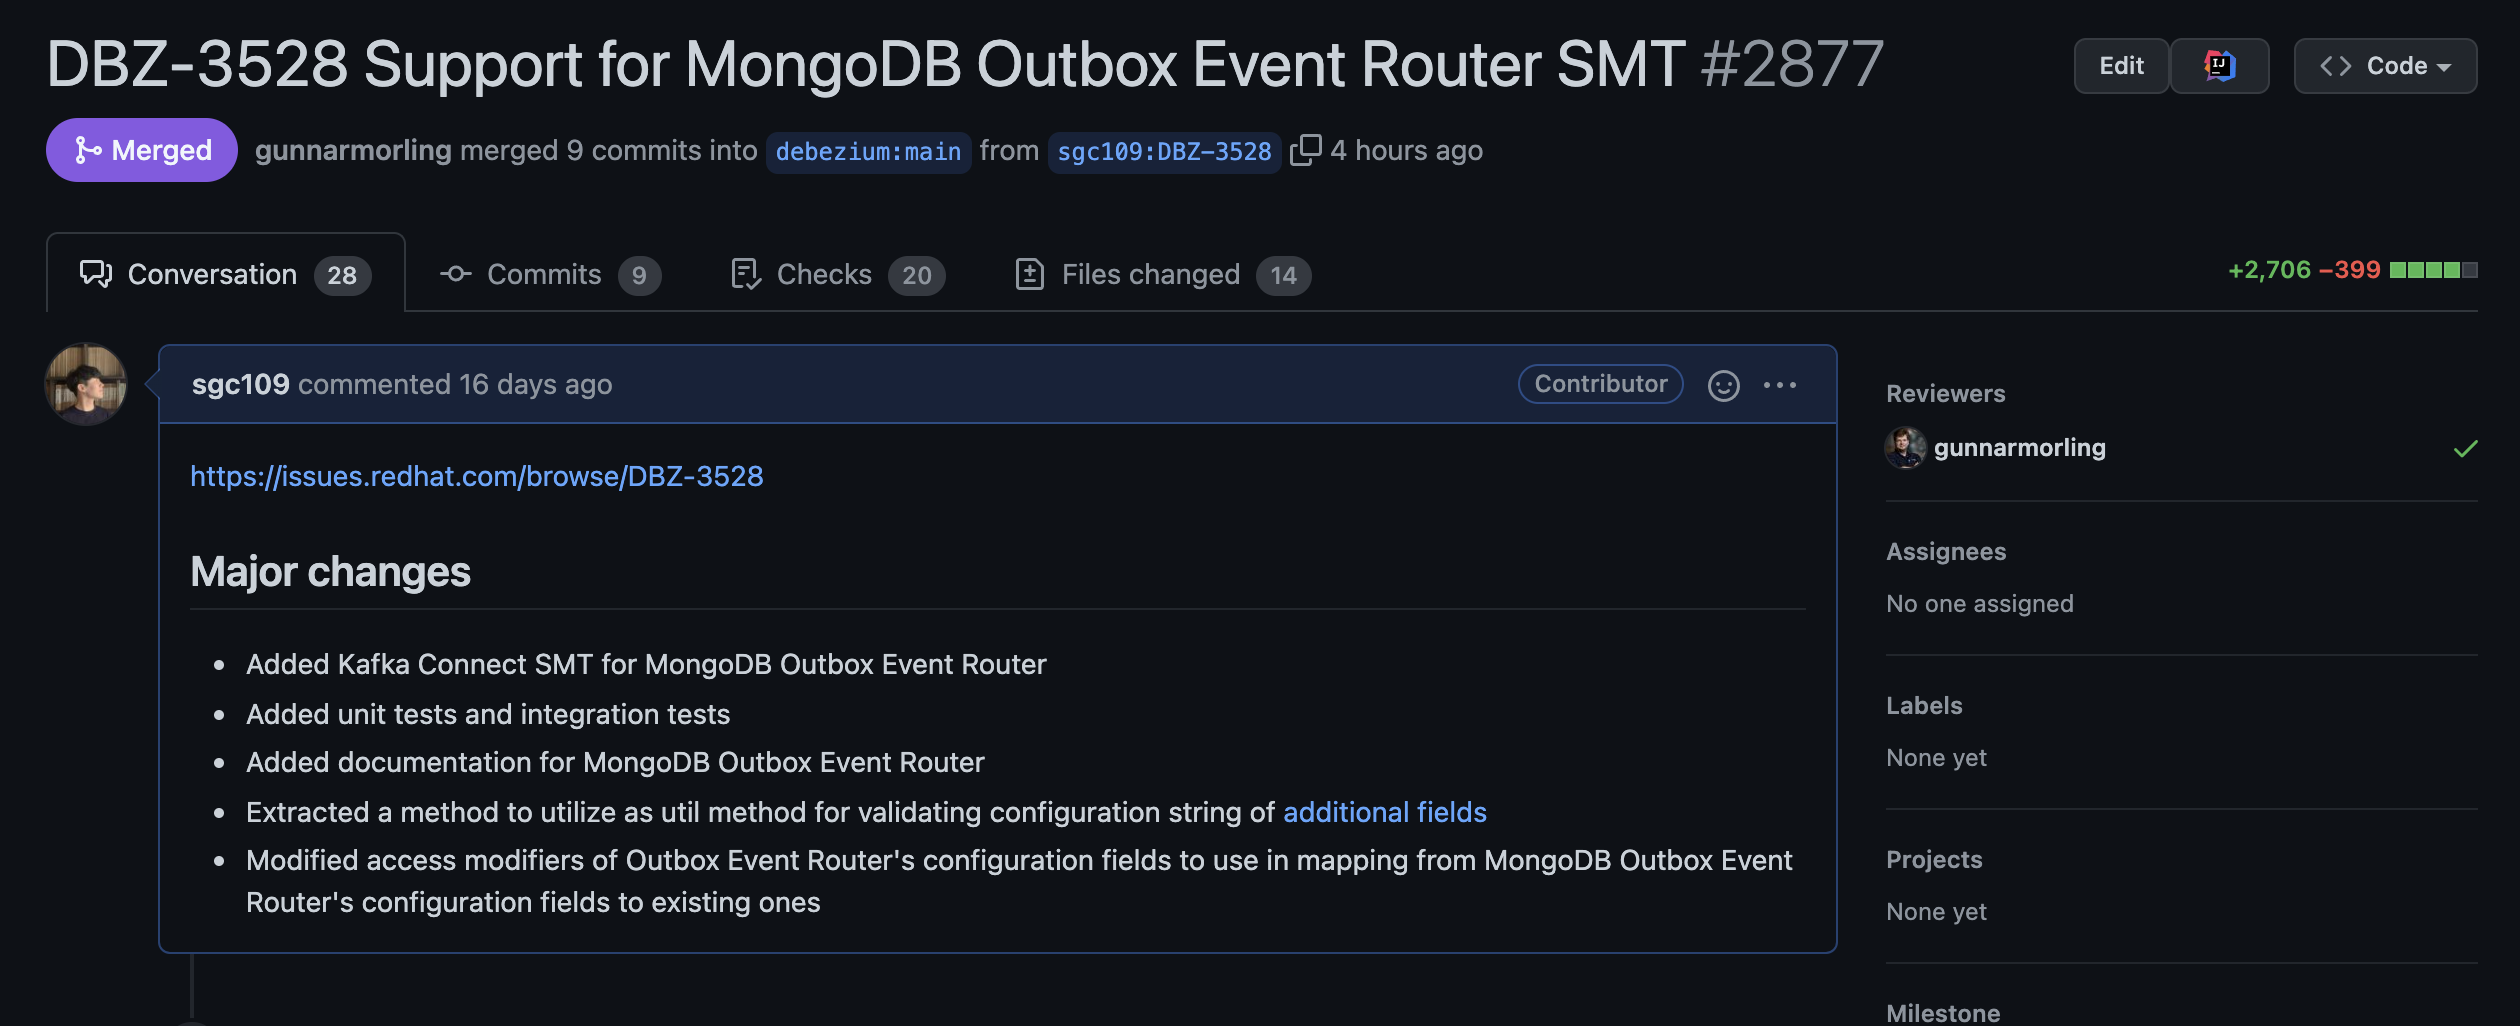 DBZ-3528 Support for MongoDB Outbox Event Router SMT #2877
Edit
IJ
Code
Merged
gunnarmorling merged 9 commits into debezium:main from sgc109:DBZ-3528 4 hours ago
Conversation 28
Commits 9
Checks 20
Files changed 14
+2,706 −399
sgc109 commented 16 days ago
Contributor
https://issues.redhat.com/browse/DBZ-3528
Major changes
Added Kafka Connect SMT for MongoDB Outbox Event Router
Added unit tests and integration tests
Added documentation for MongoDB Outbox Event Router
Extracted a method to utilize as util method for validating configuration string of additional fields
Modified access modifiers of Outbox Event Router's configuration fields to use in mapping from MongoDB Outbox Event
Router's configuration fields to existing ones
Reviewers
gunnarmorling
Assignees
No one assigned
Labels
None yet
Projects
None yet
Milestone